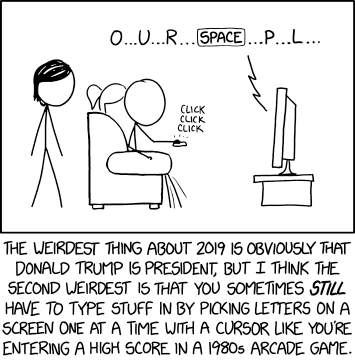 O...U...R... SPACE ...P...L...
CLICK
CLICK
CLICK
THE WEIRDEST THING ABOUT 2019 IS OBVIOUSLY THAT
DONALD TRUMP IS PRESIDENT, BUT I THINK THE
SECOND WEIRDEST IS THAT YOU SOMETIMES STILL
HAVE TO TYPE STUFF IN BY PICKING LETTERS ON A
SCREEN ONE AT A TIME WITH A CURSOR LIKE YOU'RE
ENTERING A HIGH SCORE IN A 1980s ARCADE GAME.